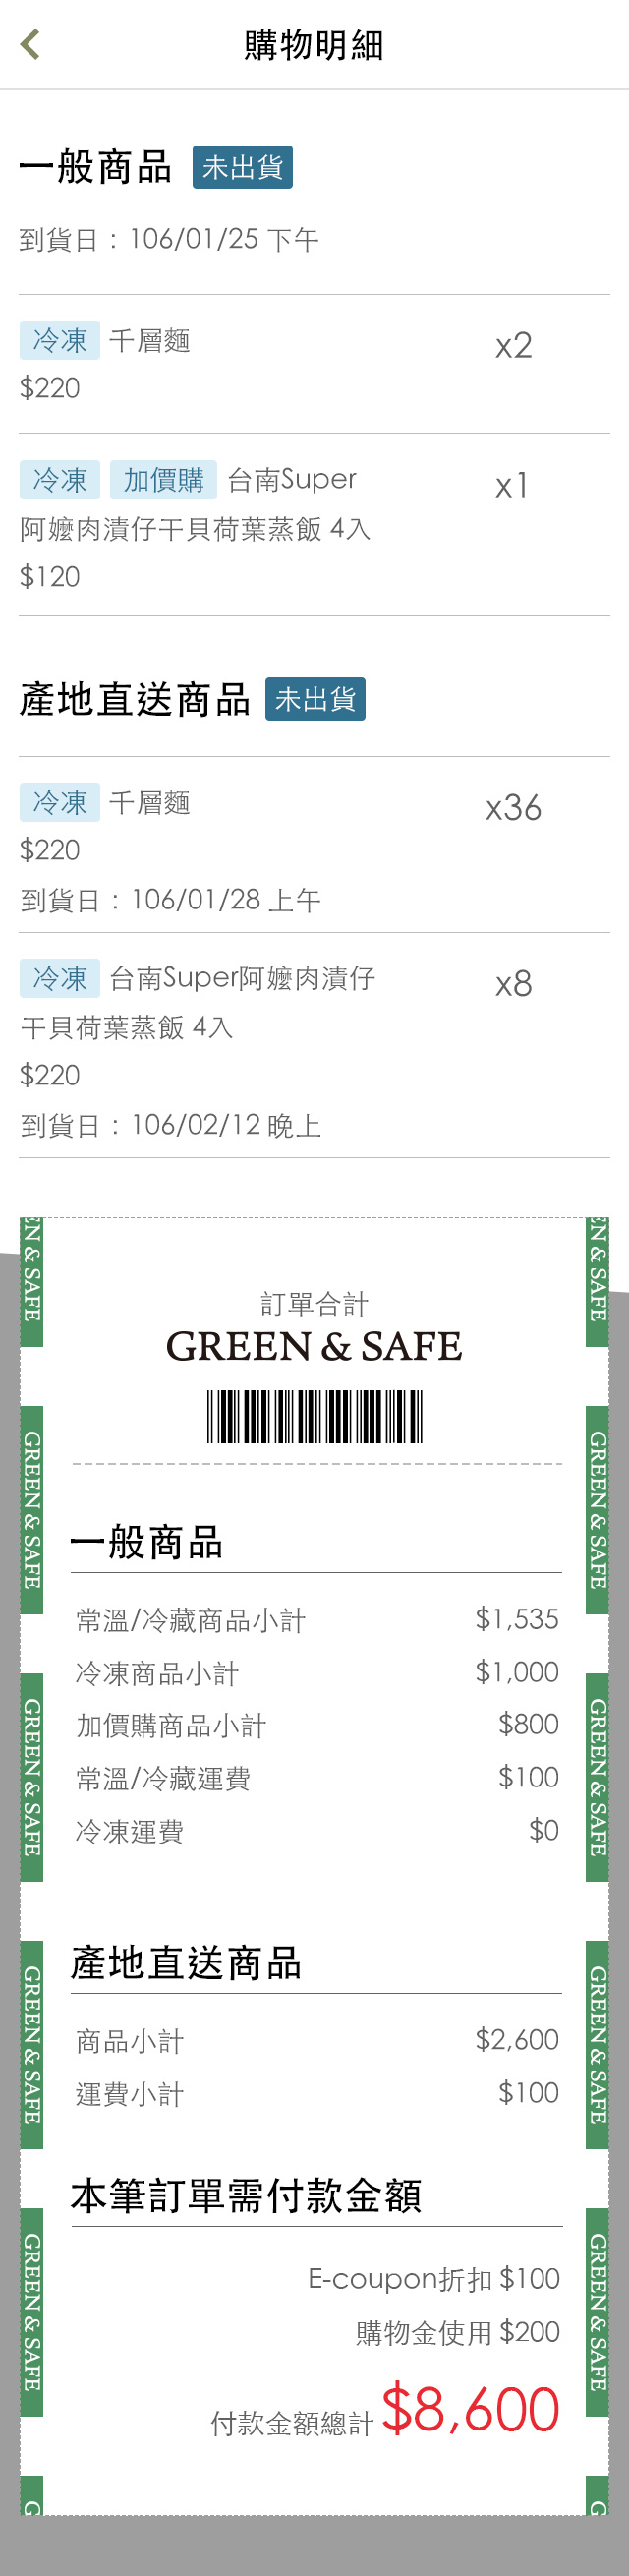 購物明細
一般商品 未出貨
到貨日：106/01/25 下午
冷凍 千層麵 x2
$220
冷凍 加價購 台南Super x1
阿嬤肉漬仔干貝荷葉蒸飯 4入
$120
產地直送商品 未出貨
冷凍 千層麵 x36
$220
到貨日：106/01/28 上午
冷凍 台南Super阿嬤肉漬仔 x8
干貝荷葉蒸飯 4入
$220
到貨日：106/02/12 晚上
訂單合計
GREEN & SAFE
一般商品
常溫/冷藏商品小計 $1,535
冷凍商品小計 $1,000
加價購商品小計 $800
常溫/冷藏運費 $100
冷凍運費 $0
產地直送商品
商品小計 $2,600
運費小計 $100
本筆訂單需付款金額
E-coupon折扣 $100
購物金使用 $200
付款金額總計 $8,600
EN & SAFE
GREEN & SAFE
GREEN & SAFE
GREEN & SAFE
GREEN & SAFE
G
EN & SAFE
GREEN & SAFE
GREEN & SAFE
GREEN & SAFE
GREEN & SAFE
G